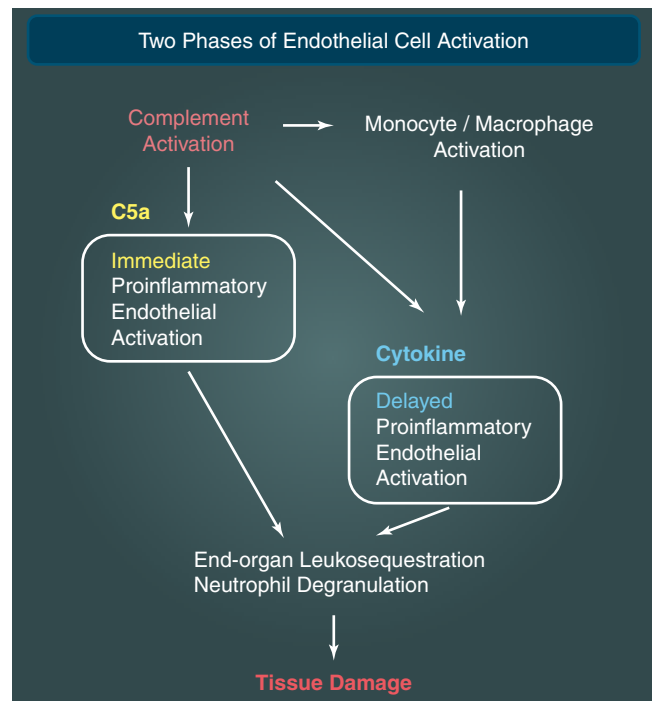 Two Phases of Endothelial Cell Activation
Complement
Activation
Monocyte / Macrophage
Activation
C5a
Immediate
Proinflammatory
Endothelial
Activation
Cytokine
Delayed
Proinflammatory
Endothelial
Activation
End-organ Leukosequestration
Neutrophil Degranulation
Tissue Damage